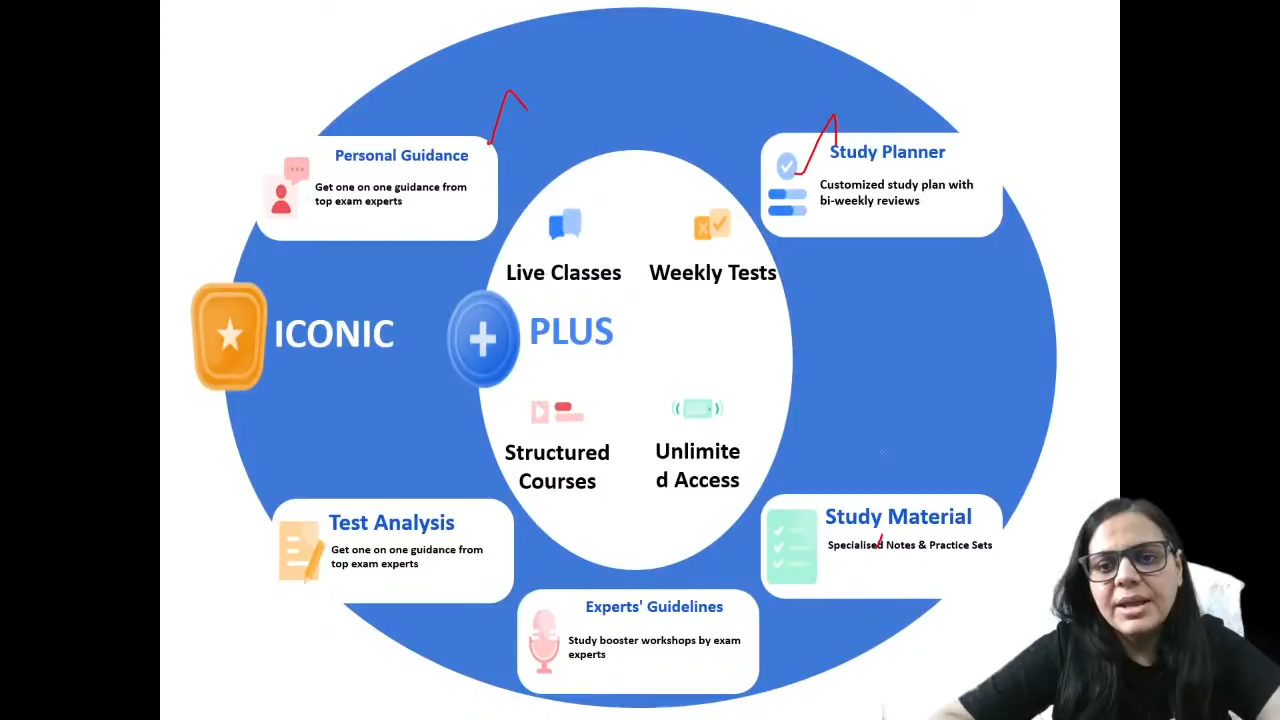 Personal Guidance
Get one on one guidance from
top exam experts
Study Planner
Customized study plan with
bi-weekly reviews
Live Classes
Weekly Tests
ICONIC
PLUS
Structured
Courses
Unlimite
d Access
Test Analysis
Get one on one guidance from
top exam experts
Study Material
Specialised Notes & Practice Sets
Experts' Guidelines
Study booster workshops by exam
experts